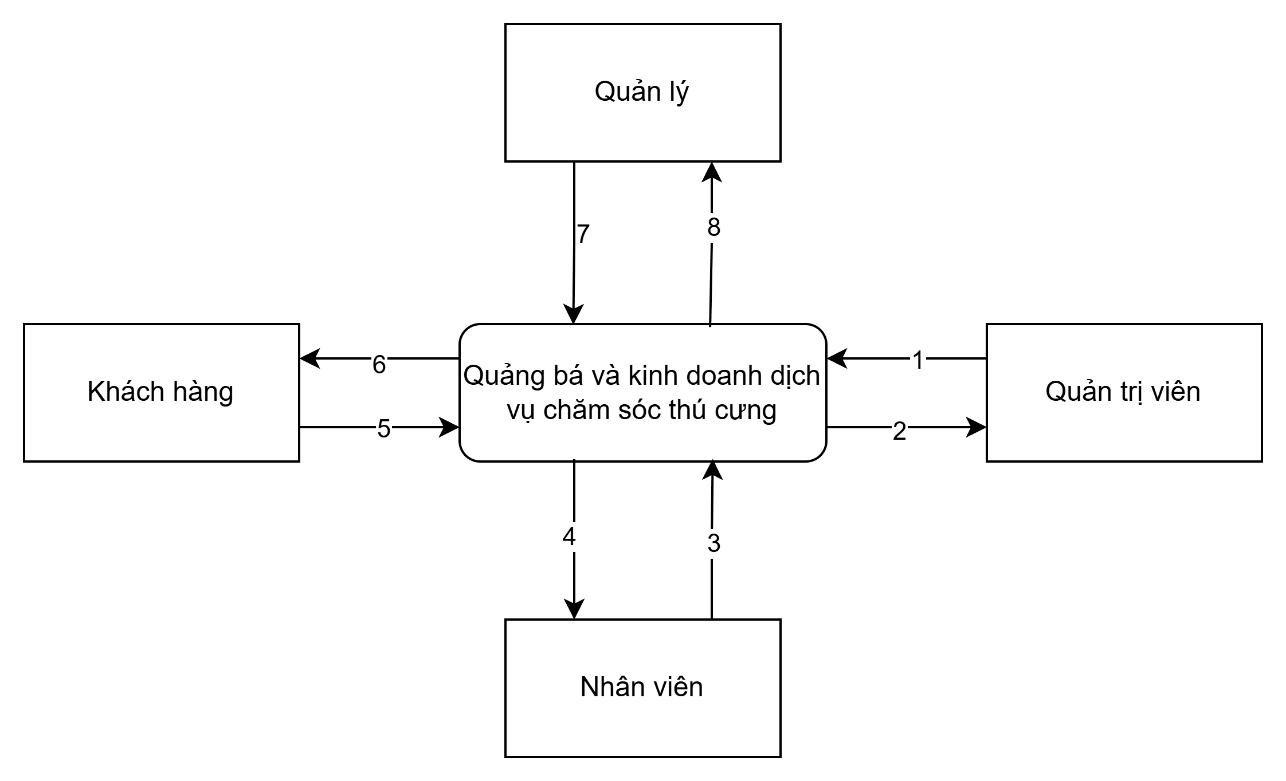 Quản lý
7
8
Khách hàng
6
5
Quảng bá và kinh doanh dịch
vụ chăm sóc thú cưng
1
2
Quản trị viên
4
3
Nhân viên